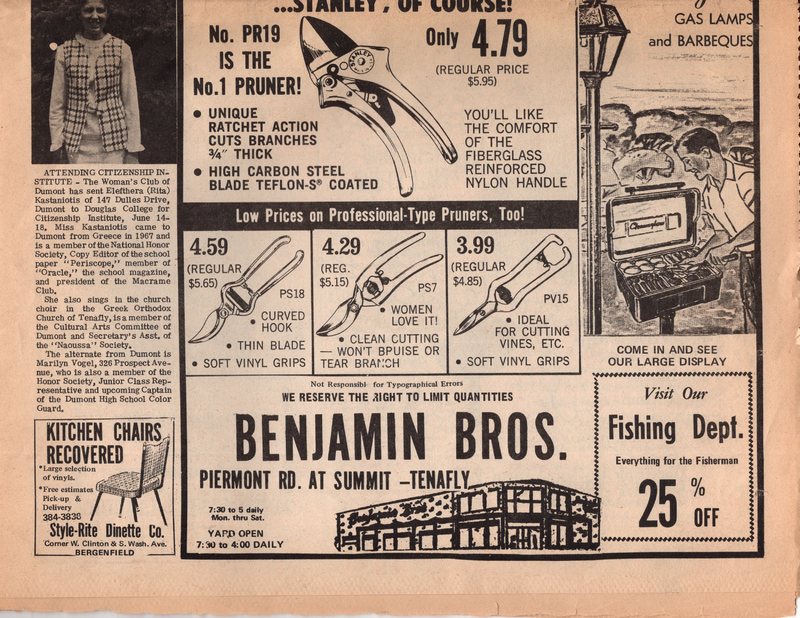 ATTENDING CITIZENSHIP IN-
STITUTE - The Woman's Club of
Dumont has sent Elefthera (Rita)
Kastaniotis of 147 Dulles Drive,
Dumont to Douglas College for
Citizenship Institute, June 14-
18. Miss Kastaniotis came to
Dumont from Greece in 1967 and
is a member of the National Honor
Society, Copy Editor of the school
paper "Periscope," member of
"Oracle," the school magazine,
and president of the Macrame
Club.
She also sings in the church
choir in the Greek Orthodox
Church of Tenafly, is a member of
the Cultural Arts Committee of
Dumont and Secretary's Asst. of
the "Naoussa" Society.
The alternate from Dumont is
Marilyn Vogel, 326 Prospect Ave-
nue, who is also a member of the
Honor Society, Junior Class Rep-
resentative and upcoming Captain
of the Dumont High School Color
Guard.
KITCHEN CHAIRS
RECOVERED
*Large selection
of vinyls.
*Free estimates
Pick-up &
Delivery
384-3838
Style-Rite Dinette Co.
Corner W. Clinton & S. Wash. Ave.
BERGENFIELD
...STANLEY, OF COURSE!
No. PR19
IS THE
No.1 PRUNER!
• UNIQUE
RATCHET ACTION
CUTS BRANCHES
¾" THICK
• HIGH CARBON STEEL
BLADE TEFLON-S® COATED
STANLEY
Only 4.79
(REGULAR PRICE
$5.95)
YOU'LL LIKE
THE COMFORT
OF THE
FIBERGLASS
REINFORCED
NYLON HANDLE
Low Prices on Professional-Type Pruners, Too!
4.59
(REGULAR
$5.65)
PS18
• CURVED
HOOK
• THIN BLADE
• SOFT VINYL GRIPS
4.29
(REG.
$5.15)
PS7
• WOMEN
LOVE IT!
• CLEAN CUTTING
— WON'T BPUISE OR
TEAR BRANCH
3.99
(REGULAR
$4.85)
PV15
• IDEAL
FOR CUTTING
VINES, ETC.
• SOFT VINYL GRIPS
Not Responsibl- for Typographical Errors
WE RESERVE THE RIGHT TO LIMIT QUANTITIES
BENJAMIN BROS.
PIERMONT RD. AT SUMMIT —TENAFLY
7:30 to 5 daily
Mon. thru Sat.
YARD OPEN
7:30 to 4:00 DAILY
Benjamin Bros.
GAS LAMPS
and BARBEQUES
COME IN AND SEE
OUR LARGE DISPLAY
Visit Our
Fishing Dept.
Everything for the Fisherman
25% OFF